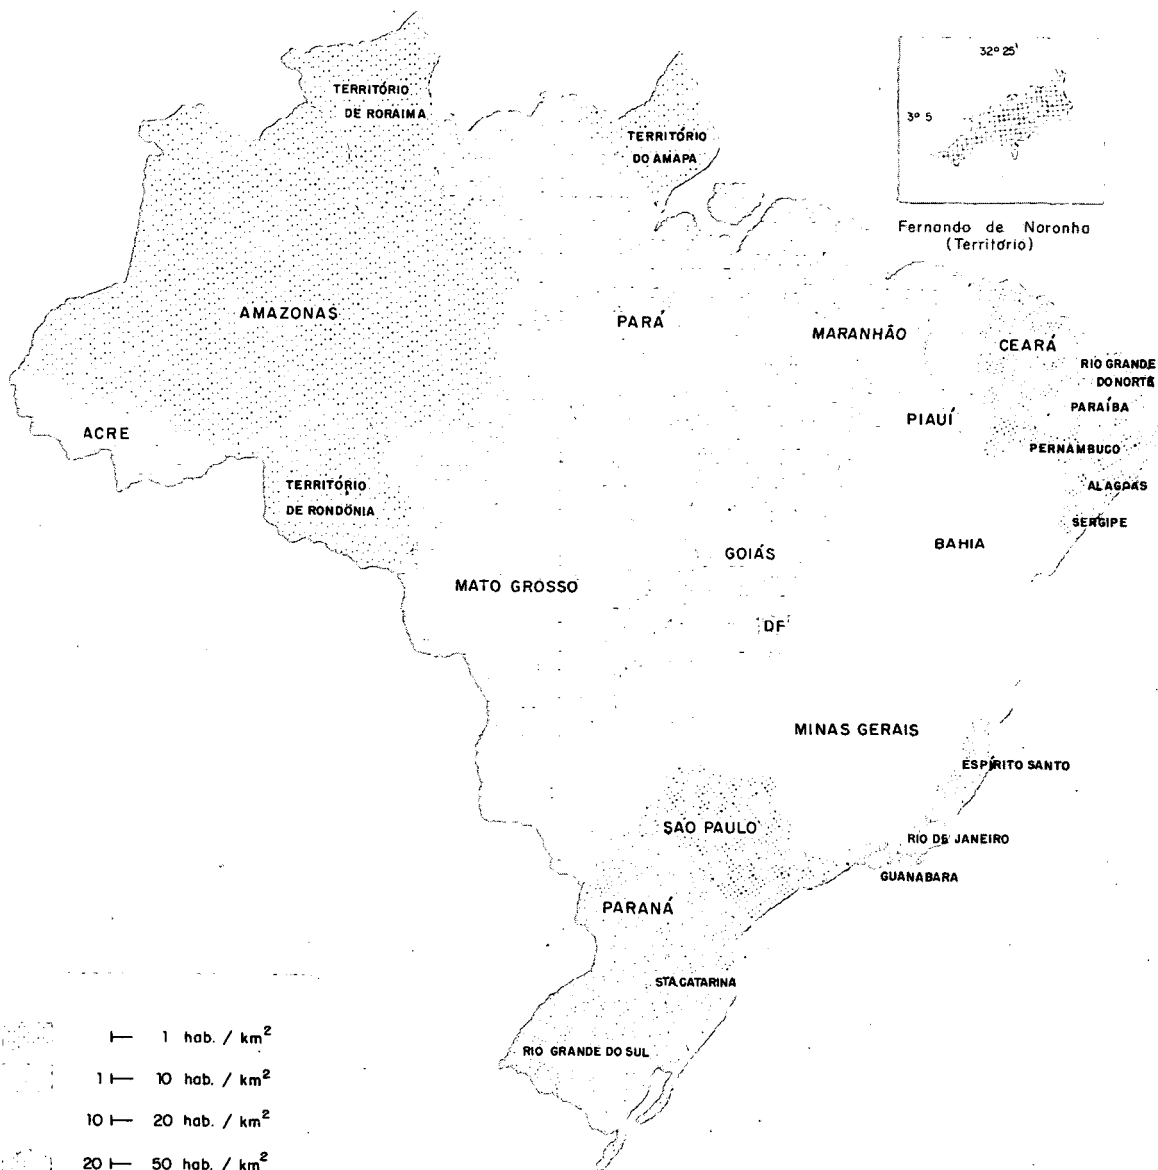 32° 25'
3° 5
Fernando de Noronha
(Território)
TERRITÓRIO
DE RORAIMA
TERRITÓRIO
DO AMAPA
AMAZONAS
PARÁ
MARANHÃO
CEARÁ
RIO GRANDE
DO NORTE
PARAÍBA
PIAUÍ
ACRE
PERNAMBUCO
TERRITÓRIO
DE RONDÔNIA
ALAGOAS
SERGIPE
BAHIA
GOIÁS
MATO GROSSO
DF
MINAS GERAIS
ESPÍRITO SANTO
SAO PAULO
RIO DE JANEIRO
GUANABARA
PARANÁ
STA.CATARINA
RIO GRANDE DO SUL
⊢ 1 hab. / km²
1 ⊢ 10 hab. / km²
10 ⊢ 20 hab. / km²
20 ⊢ 50 hab. / km²